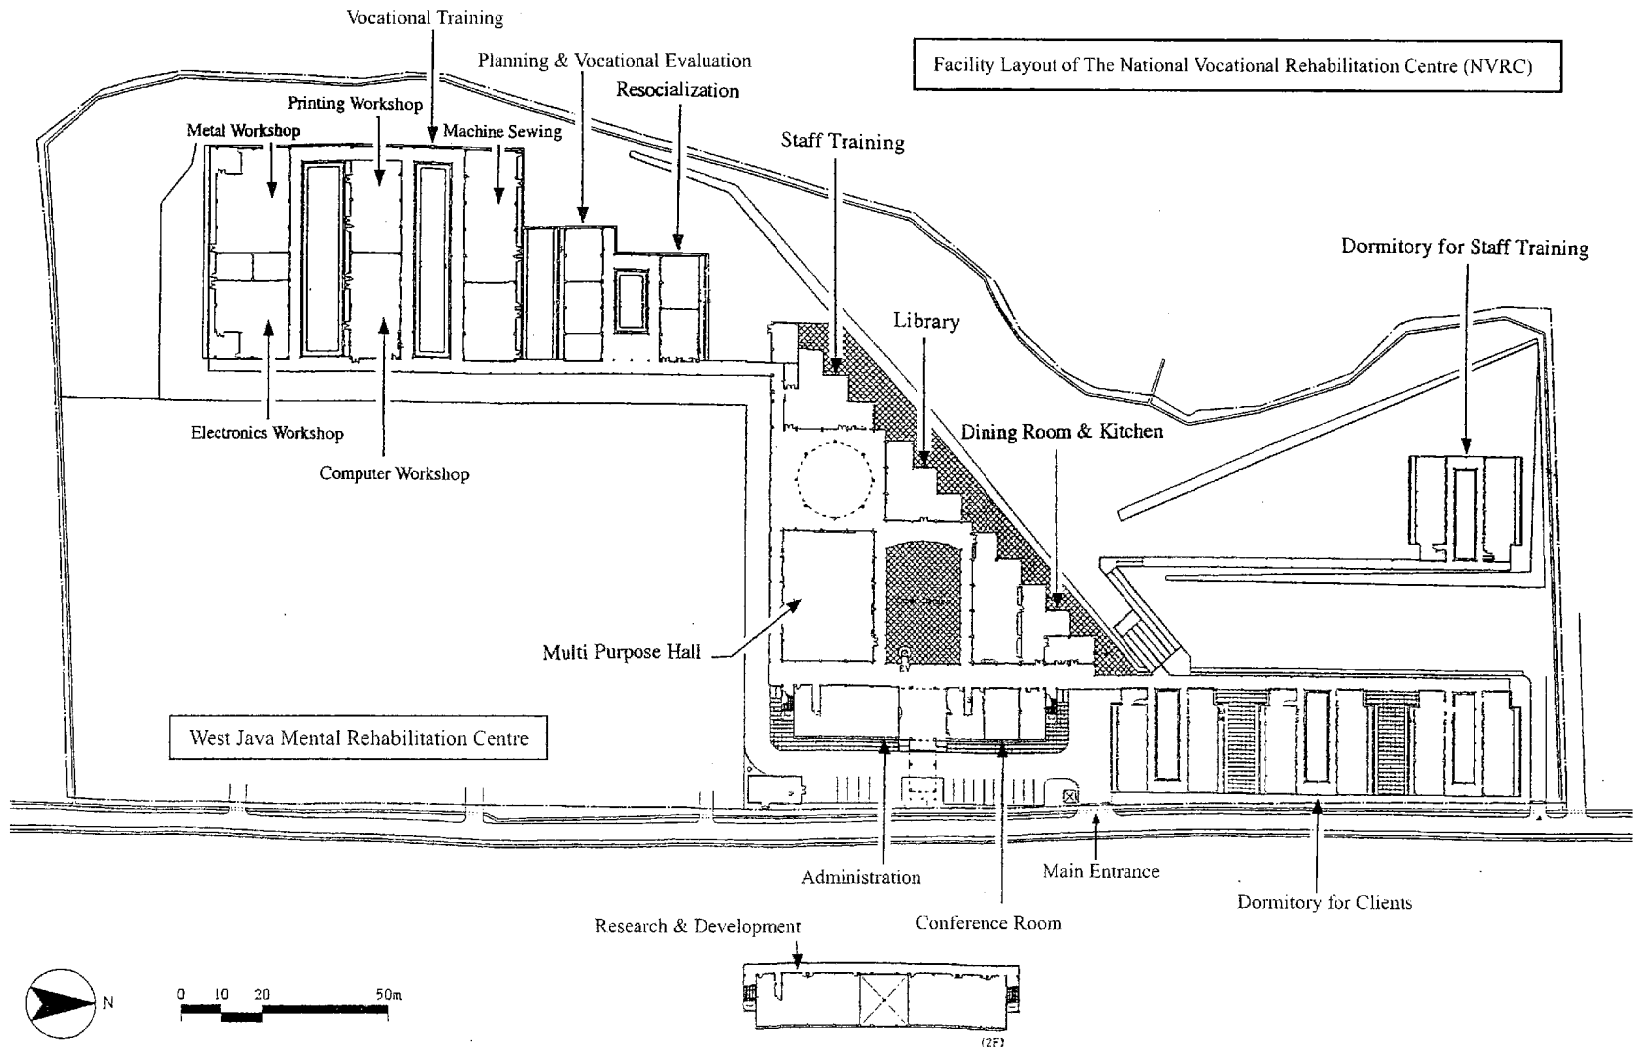 Vocational Training
Planning & Vocational Evaluation
Facility Layout of The National Vocational Rehabilitation Centre (NVRC)
Resocialization
Printing Workshop
Metal Workshop
Machine Sewing
Staff Training
Dormitory for Staff Training
Library
Electronics Workshop
Dining Room & Kitchen
Computer Workshop
Multi Purpose Hall
EV
West Java Mental Rehabilitation Centre
Administration
Main Entrance
Dormitory for Clients
Research & Development
Conference Room
N
0 10 20 50m
(2F)